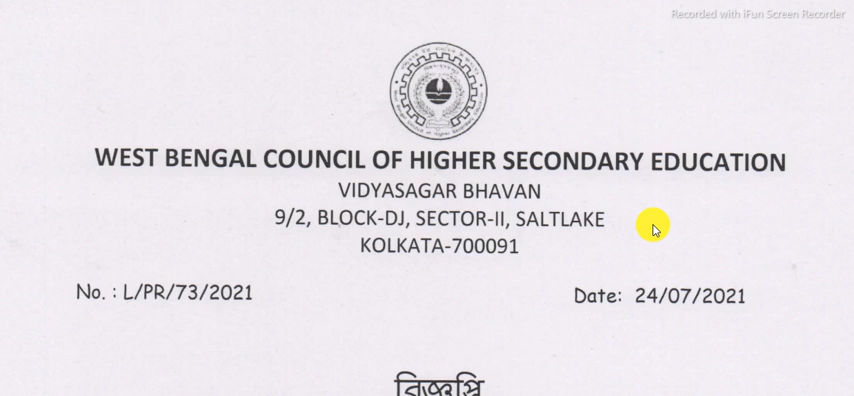 Recorded with iFun Screen Recorder
WEST BENGAL COUNCIL OF HIGHER SECONDARY EDUCATION
VIDYASAGAR BHAVAN
9/2, BLOCK-DJ, SECTOR-II, SALTLAKE
KOLKATA-700091
No. : L/PR/73/2021
Date: 24/07/2021
বিজ্ঞপ্তি